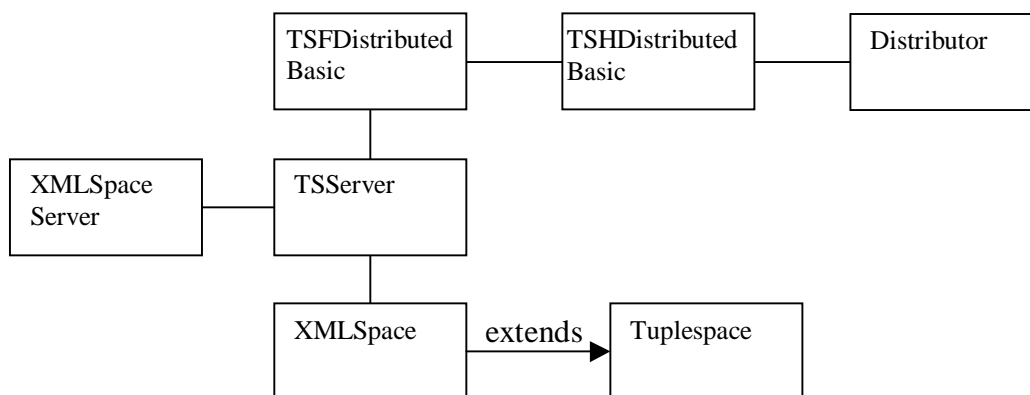 TSFDistributed
Basic
TSHDistributed
Basic
Distributor
XMLSpace
Server
TSServer
XMLSpace
extends
Tuplespace